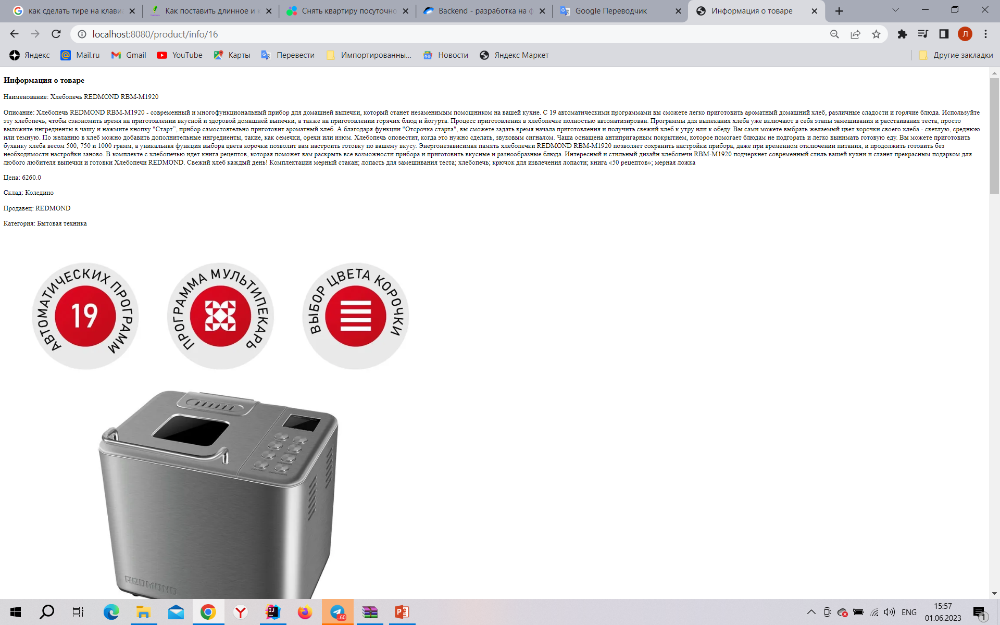 как сделать тире на клави
Как поставить длинное и к
Снять квартиру посуточно
Backend - разработка на ф
Google Переводчик
Информация о товаре
localhost:8080/product/info/16
Л
Яндекс
Mail.ru
Gmail
YouTube
Карты
Перевести
Импортированны...
Новости
Яндекс Маркет
Другие закладки
Информация о товаре
Наименование: Хлебопечь REDMOND RBM-M1920
Описание: Хлебопечь REDMOND RBM-M1920 - современный и многофункциональный прибор для домашней выпечки, который станет незаменимым помощником на вашей кухне. С 19 автоматическими программами вы сможете легко приготовить ароматный домашний хлеб, различные сладости и горячие блюда. Используйте
эту хлебопечь, чтобы сэкономить время на приготовлении вкусной и здоровой домашней выпечки, а также на приготовлении горячих блюд и йогурта. Процесс приготовления в хлебопечке полностью автоматизирован. Программы для выпекания хлеба уже включают в себя этапы замешивания и расстаивания теста, просто
выложите ингредиенты в чашу и нажмите кнопку "Старт”, прибор самостоятельно приготовит ароматный хлеб. А благодаря функции "Отсрочка старта", вы сможете задать время начала приготовления и получить свежий хлеб к утру или к обеду. Вы сами можете выбрать желаемый цвет корочки своего хлеба - светлую, среднюю
или темную. По желанию в хлеб можно добавить дополнительные ингредиенты, такие, как семечки, орехи или изюм. Хлебопечь оповестит, когда это нужно сделать, звуковым сигналом. Чаша оснащена антипригарным покрытием, которое помогает блюдам не подгорать и легко вынимать готовую еду. Вы можете приготовить
буханку хлеба весом 500, 750 и 1000 грамм, а уникальная функция выбора цвета корочки позволит вам настроить готовку по вашему вкусу. Энергонезависимая память хлебопечки REDMOND RBM-M1920 позволяет сохранить настройки прибора, даже при временном отключении питания, и продолжить готовить без
необходимости настройки заново. В комплекте с хлебопечью идет книга рецептов, которая поможет вам раскрыть все возможности прибора и приготовить вкусные и разнообразные блюда. Интересный и стильный дизайн хлебопечи RBM-M1920 подчеркнет современный стиль вашей кухни и станет прекрасным подарком для
любого любителя выпечки и готовки Хлебопечи REDMOND. Свежий хлеб каждый день! Комплектация мерный стакан; лопасть для замешивания теста; хлебопечь; крючок для извлечения лопасти; книга «50 рецептов»; мерная ложка
Цена: 6260.0
Склад: Коледино
Продавец: REDMOND
Категория: Бытовая техника
АВТОМАТИЧЕСКИХ ПРОГРАММ
19
ПРОГРАММА МУЛЬТИПЕКАРЬ
ВЫБОР ЦВЕТА КОРОЧКИ
REDMOND
ENG
15:57
01.06.2023
60
1